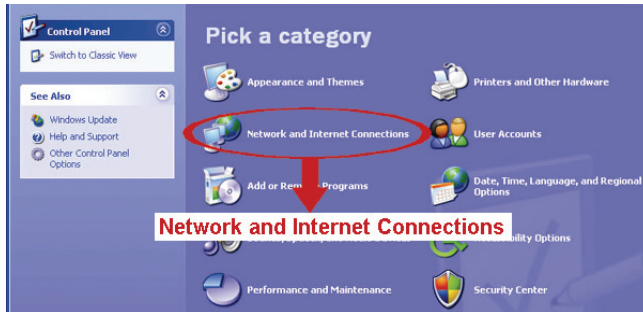 Control Panel
Switch to Classic View
See Also
Windows Update
Help and Support
Other Control Panel
Options
Pick a category
Appearance and Themes
Printers and Other Hardware
Network and Internet Connections
User Accounts
Add or Programs
Date, Time, Language, and Regional
Options
Network and Internet Connections
Options
Performance and Maintenance
Security Center